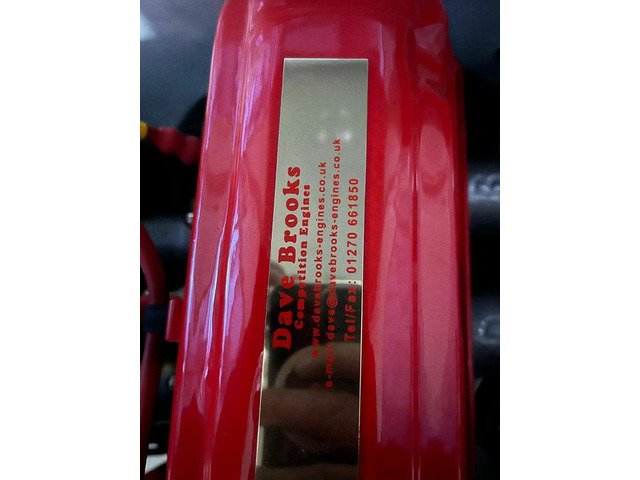 Dave Brooks
Competition Engines
www.davebrooks-engines.co.uk
e-mail: dave@davebrooks-engines.co.uk
Tel/Fax: 01270 661850